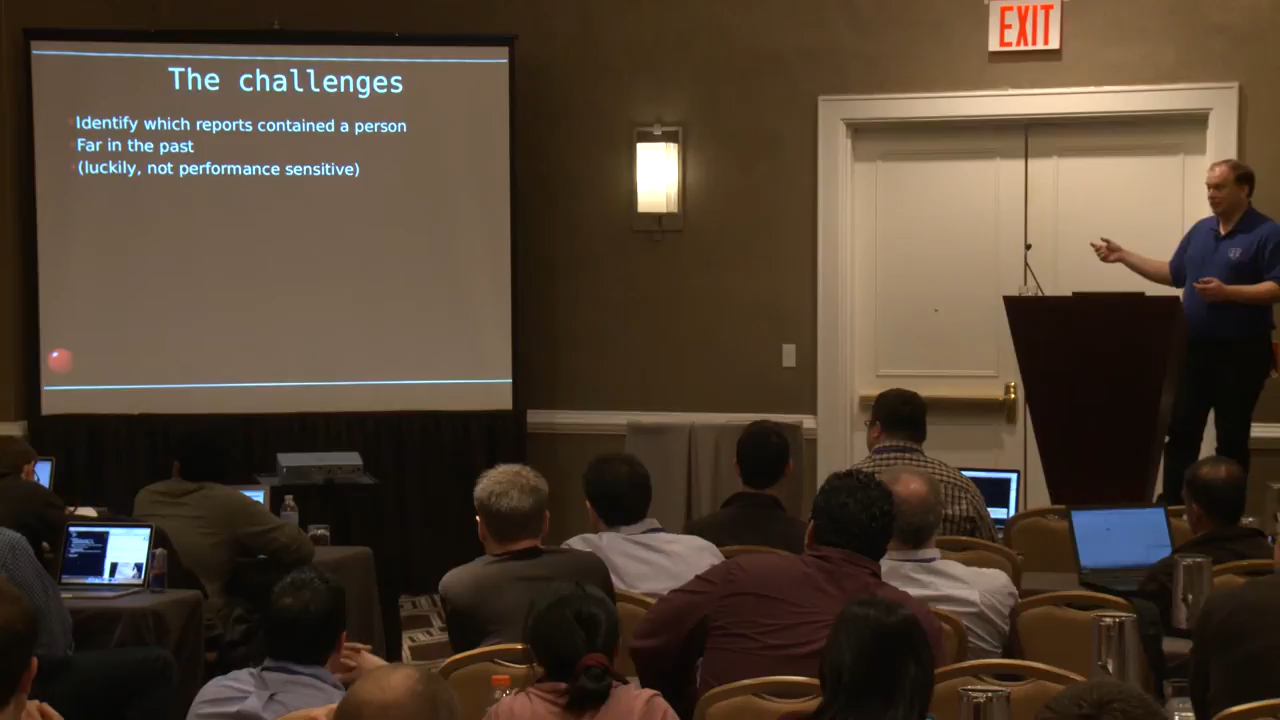 The challenges
Identify which reports contained a person
Far in the past
(luckily, not performance sensitive)
EXIT